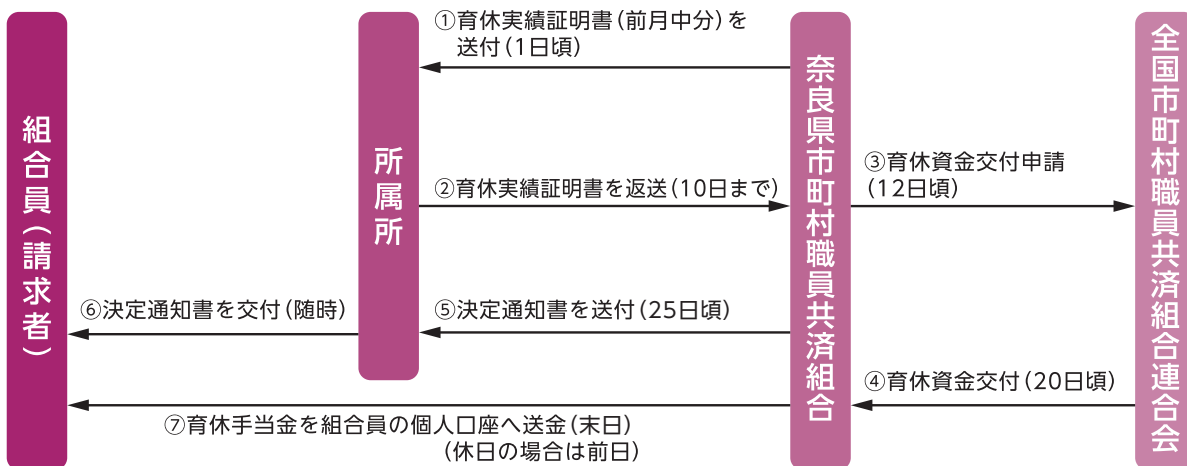 組合員（請求者）
所属所
奈良県市町村職員共済組合
全国市町村職員共済組合連合会
①育休実績証明書（前月中分）を
送付（1日頃）
②育休実績証明書を返送（10日まで）
③育休資金交付申請
（12日頃）
④育休資金交付（20日頃）
⑤決定通知書を送付（25日頃）
⑥決定通知書を交付（随時）
⑦育休手当金を組合員の個人口座へ送金（末日）
（休日の場合は前日）